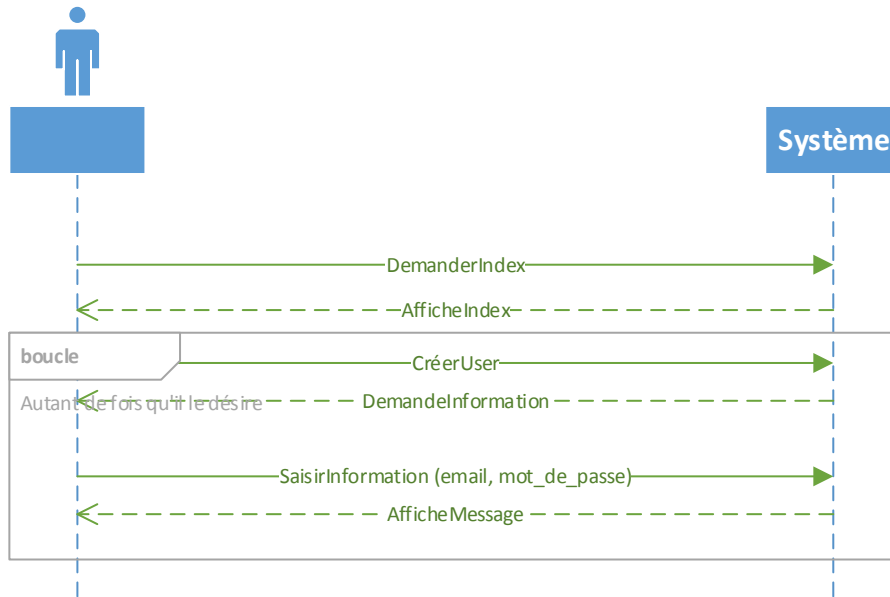 Système
DemanderIndex
AfficheIndex
boucle
CréerUser
Autant de fois qu'il le désire
DemandeInformation
SaisirInformation (email, mot_de_passe)
AfficheMessage